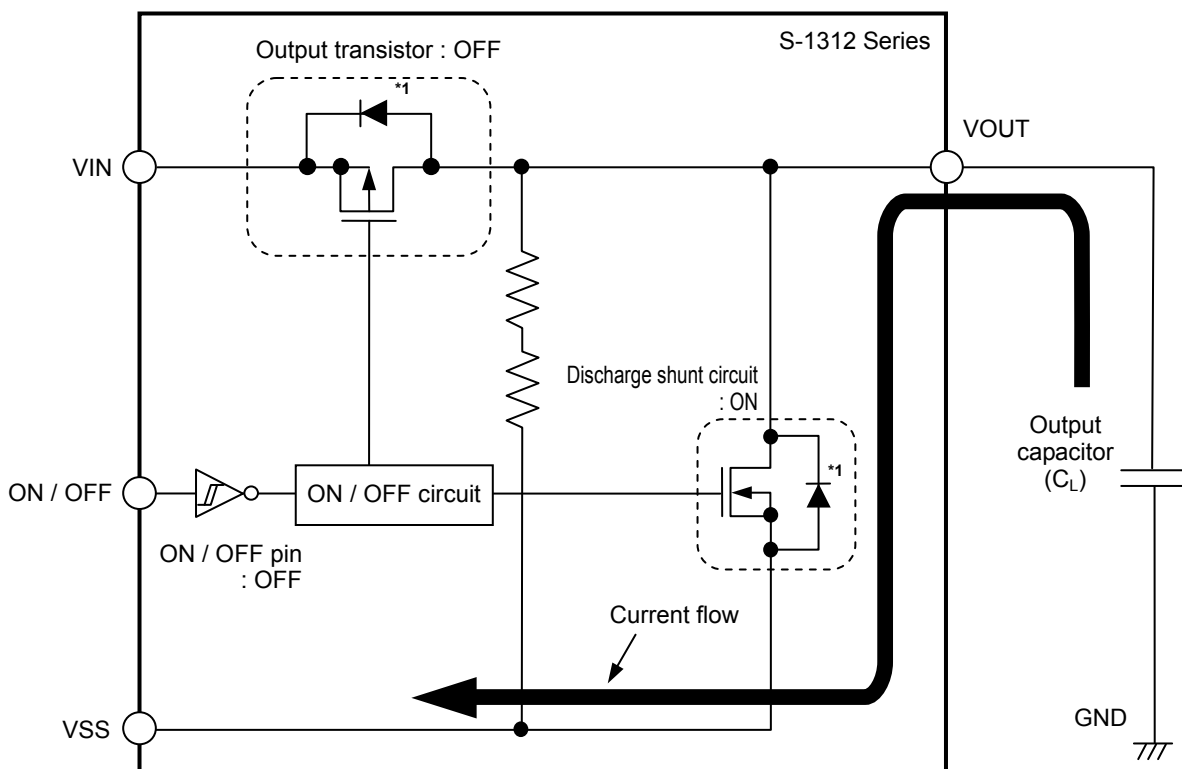 S-1312 Series
Output transistor : OFF
*1
VOUT
VIN
Discharge shunt circuit
: ON
*1
Output
capacitor
(CL)
ON / OFF
ON / OFF circuit
ON / OFF pin
: OFF
Current flow
GND
VSS